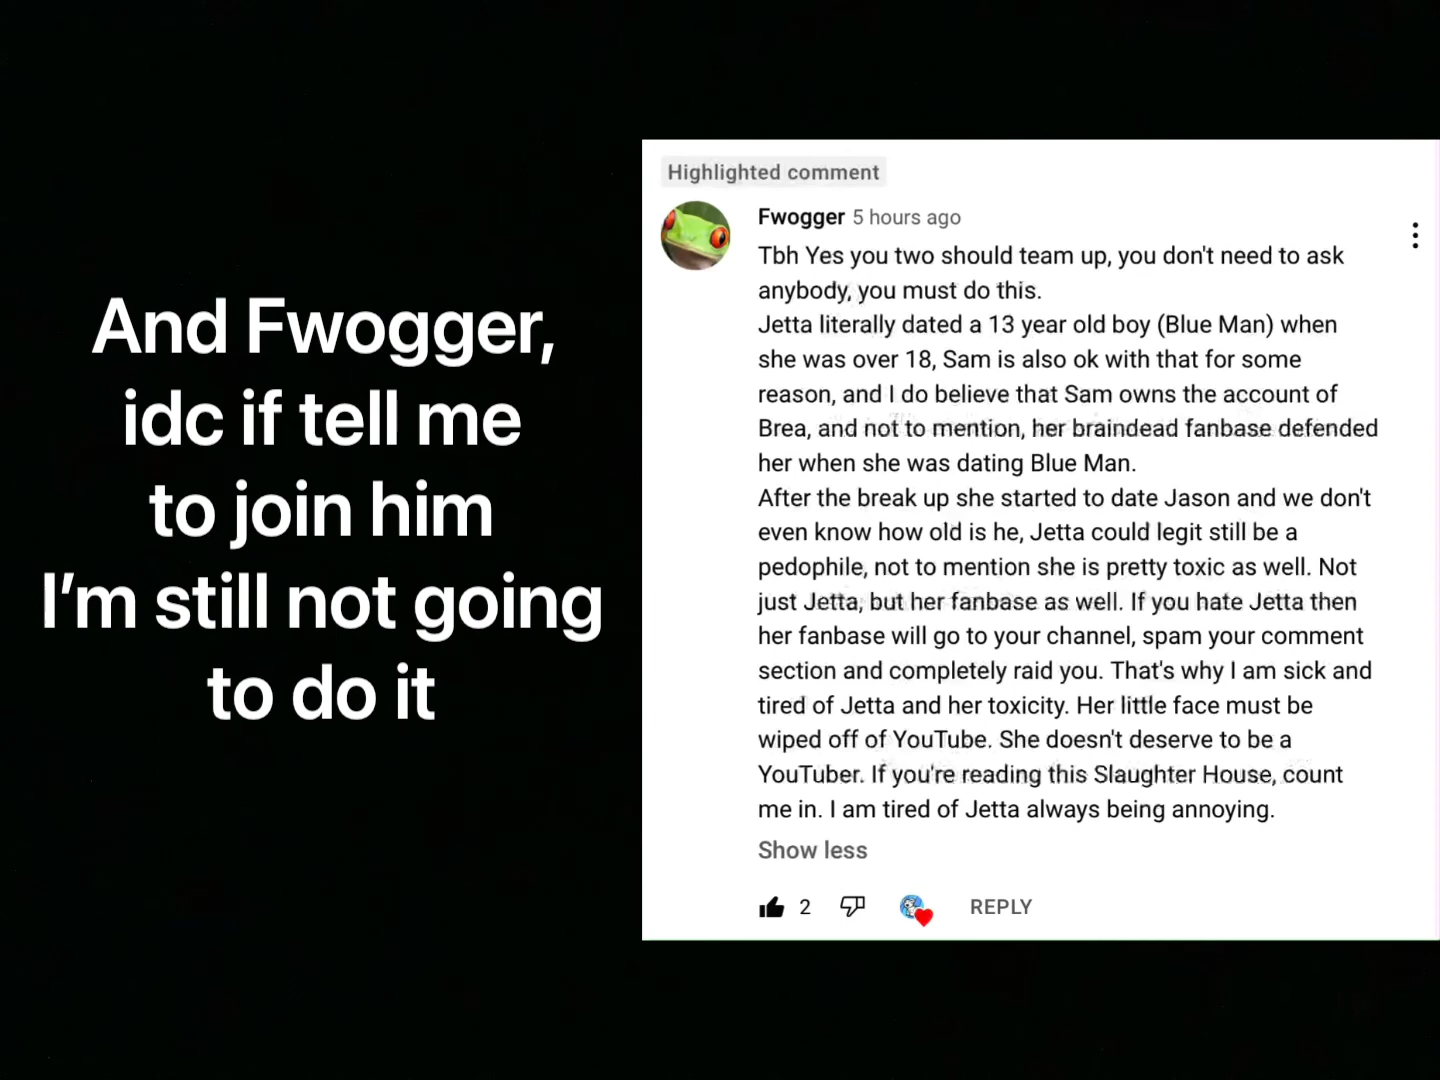 And Fwogger,
idc if tell me
to join him
I'm still not going
to do it
Highlighted comment
Fwogger 5 hours ago
Tbh Yes you two should team up, you don't need to ask
anybody, you must do this.
Jetta literally dated a 13 year old boy (Blue Man) when
she was over 18, Sam is also ok with that for some
reason, and I do believe that Sam owns the account of
Brea, and not to mention, her braindead fanbase defended
her when she was dating Blue Man.
After the break up she started to date Jason and we don't
even know how old is he, Jetta could legit still be a
pedophile, not to mention she is pretty toxic as well. Not
just Jetta, but her fanbase as well. If you hate Jetta then
her fanbase will go to your channel, spam your comment
section and completely raid you. That's why I am sick and
tired of Jetta and her toxicity. Her little face must be
wiped off of YouTube. She doesn't deserve to be a
YouTuber. If you're reading this Slaughter House, count
me in. I am tired of Jetta always being annoying.
Show less
2
REPLY